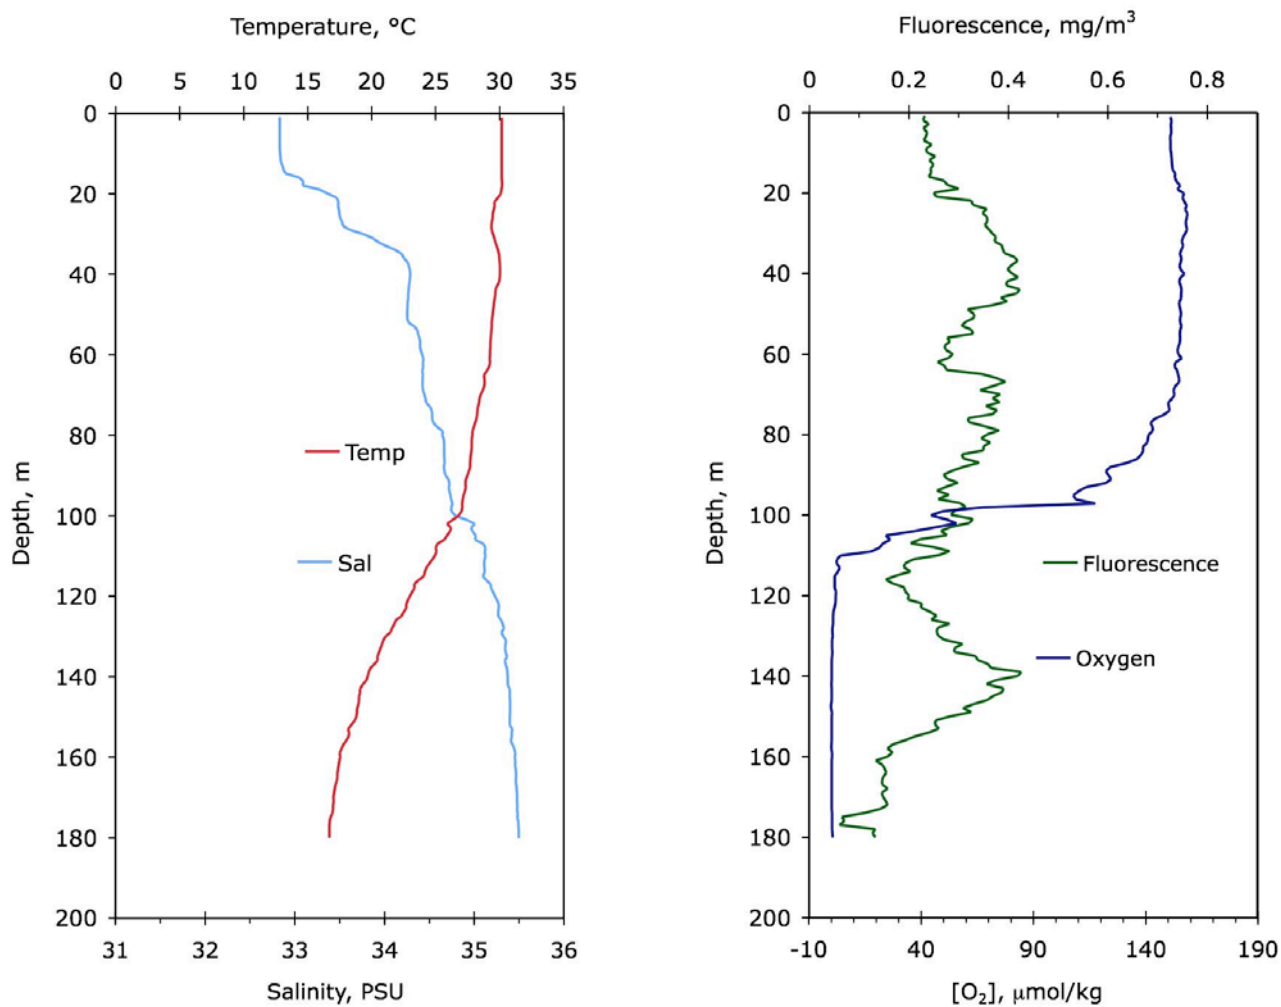 Temperature, °C
0 5 10 15 20 25 30 35
0
20
40
60
80
100
120
140
160
180
200
Depth, m
Temp
Sal
31 32 33 34 35 36
Salinity, PSU
Fluorescence, mg/m³
0 0.2 0.4 0.6 0.8
0
20
40
60
80
100
120
140
160
180
200
Depth, m
Fluorescence
Oxygen
-10 40 90 140 190
[O₂], μmol/kg